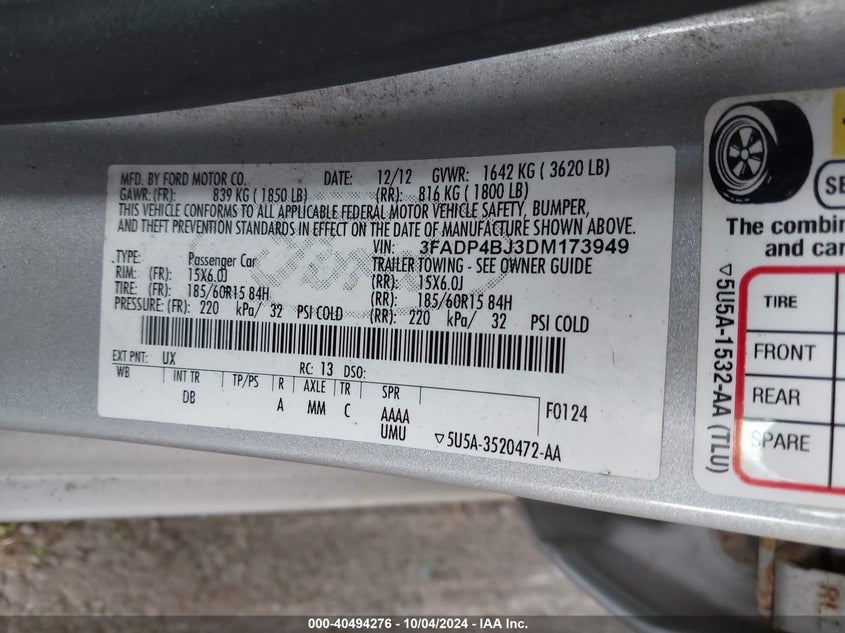 MFD. BY FORD MOTOR CO. DATE: 12/12 GVWR: 1642 KG ( 3620 LB)
GAWR: (FR): 839 KG ( 1850 LB) (RR): 816 KG ( 1800 LB)
THIS VEHICLE CONFORMS TO ALL APPLICABLE FEDERAL MOTOR VEHICLE SAFETY, BUMPER,
AND THEFT PREVENTION STANDARDS IN EFFECT ON THE DATE OF MANUFACTURE SHOWN ABOVE.
VIN: 3FADP4BJ3DM173949
TYPE: Passenger Car TRAILER TOWING - SEE OWNER GUIDE
RIM: (FR): 15X6.0J (RR): 15X6.0J
TIRE: (FR): 185/60R15 84H (RR): 185/60R15 84H
PRESSURE: (FR): 220 kPa/ 32 PSI COLD (RR): 220 kPa/ 32 PSI COLD
EXT PNT: UX RC: 13 DSO:
WB INT TR TP/PS R AXLE TR SPR
DB A MM C AAAA F0124
UMU ▽5U5A-3520472-AA
Ford
The combin
and car
TIRE
FRONT
REAR
SPARE
▽5U5A-1532-AA (TLU)
000-40494276 - 10/04/2024 - IAA Inc.